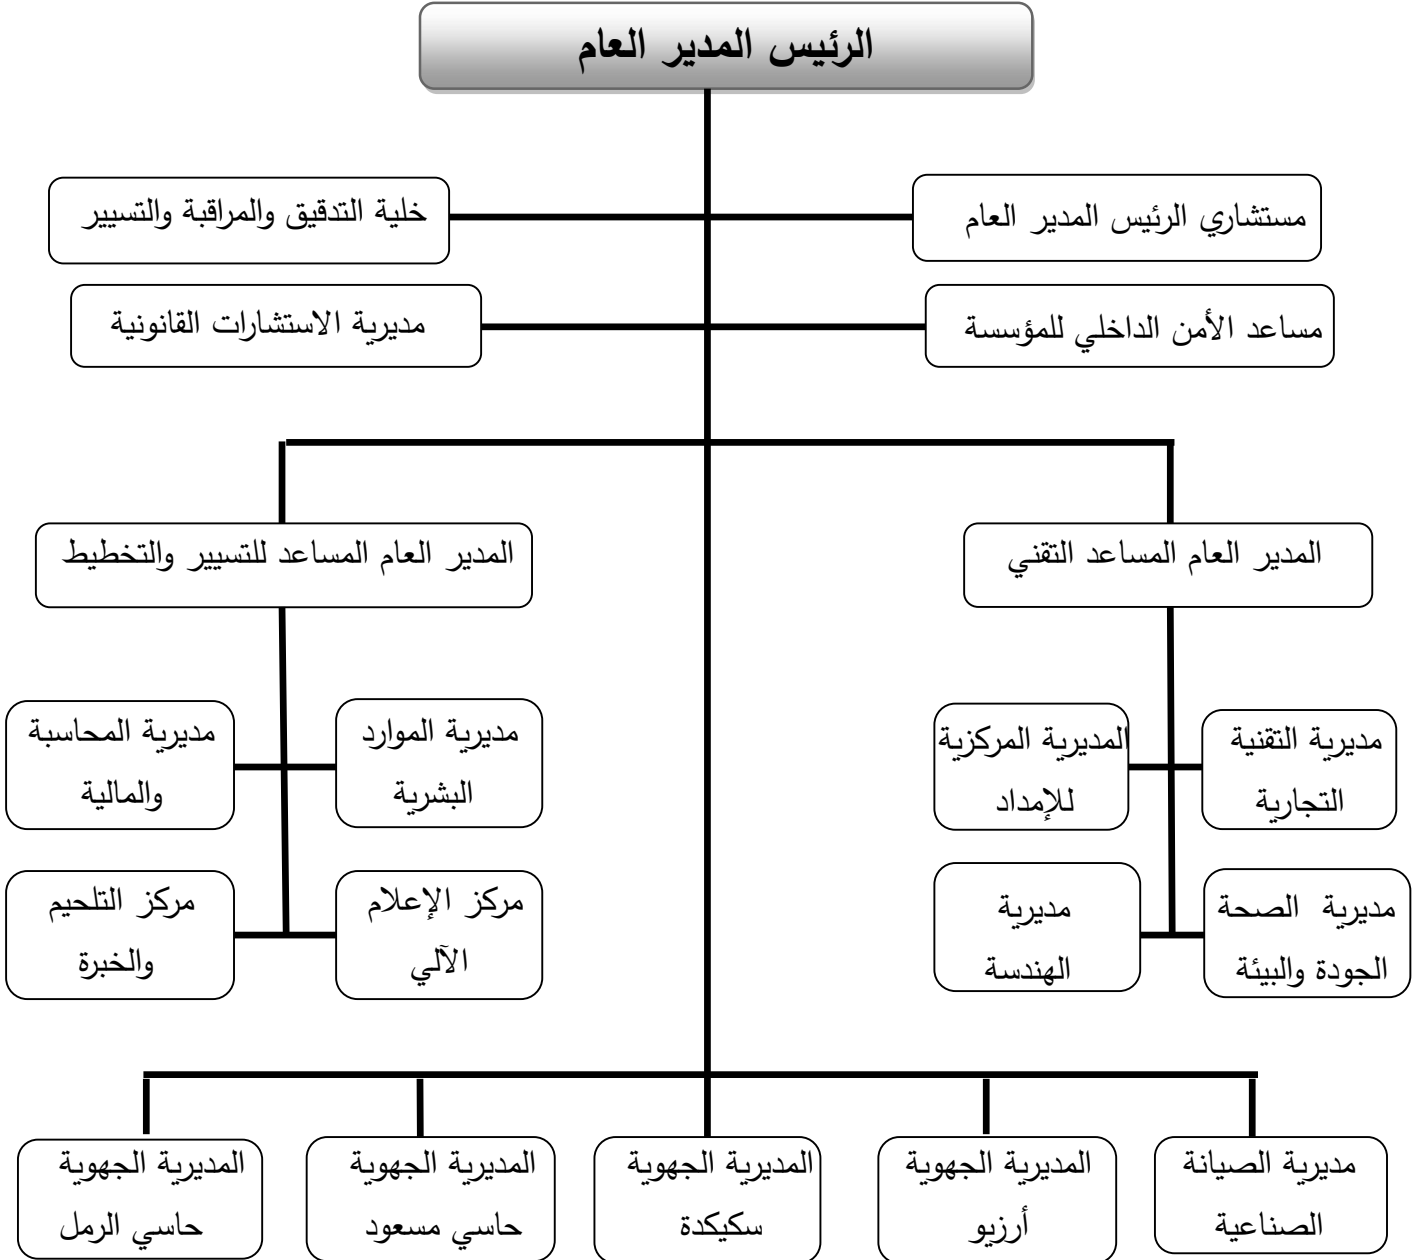 الرئيس المدير العام
مستشاري الرئيس المدير العام
خلية التدقيق والمراقبة والتسيير
مساعد الأمن الداخلي للمؤسسة
مديرية الاستشارات القانونية
المدير العام المساعد التقني
المدير العام المساعد للتسيير والتخطيط
مديرية التقنية
التجارية
المديرية المركزية
للإمداد
مديرية الموارد
البشرية
مديرية المحاسبة
والمالية
مديرية الصحة
الجودة والبيئة
مديرية
الهندسة
مركز الإعلام
الآلي
مركز التلحيم
والخبرة
مديرية الصيانة
الصناعية
المديرية الجهوية
أرزيو
المديرية الجهوية
سكيكدة
المديرية الجهوية
حاسي مسعود
المديرية الجهوية
حاسي الرمل